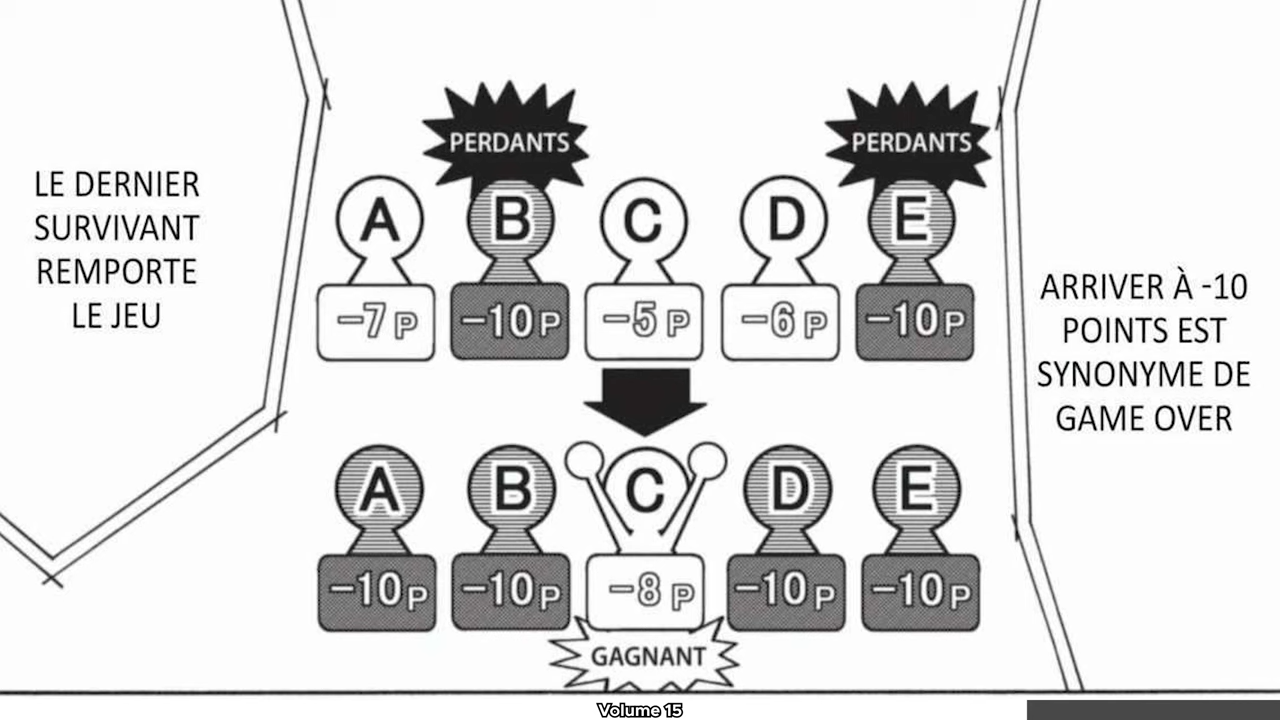 LE DERNIER
SURVIVANT
REMPORTE
LE JEU
PERDANTS
PERDANTS
A B C D E
-7P -10P -5P -6P -10P
ARRIVER À -10
POINTS EST
SYNONYME DE
GAME OVER
A B C D E
-10P -10P -8P -10P -10P
GAGNANT
Volume 15